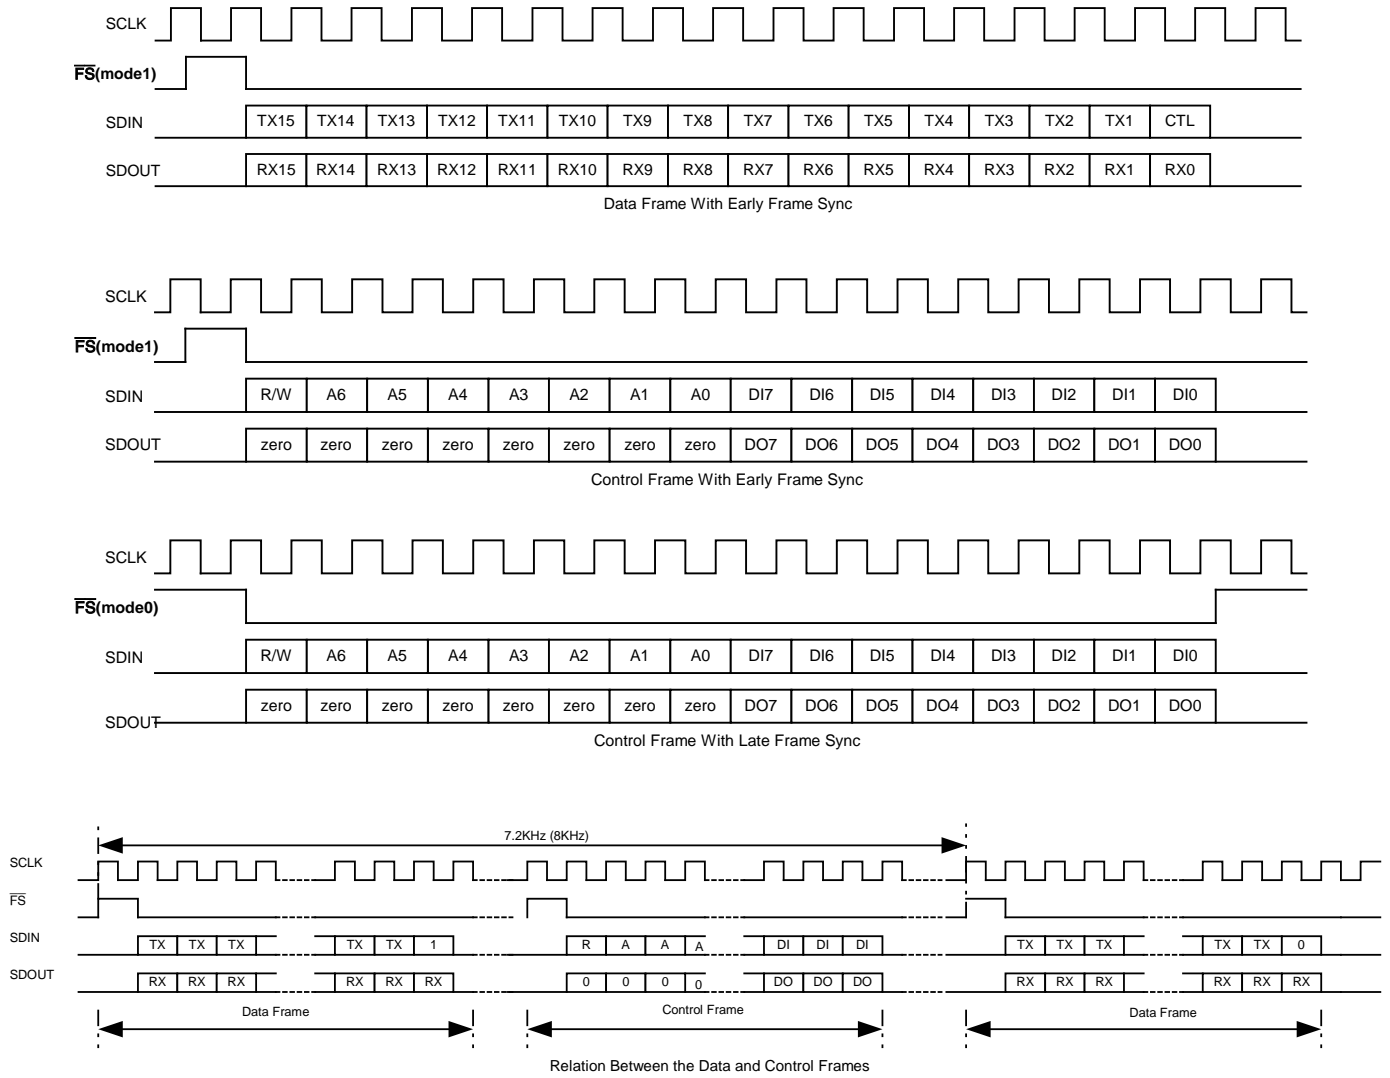 SCLK
FS(mode1)
SDIN TX15 TX14 TX13 TX12 TX11 TX10 TX9 TX8 TX7 TX6 TX5 TX4 TX3 TX2 TX1 CTL
SDOUT RX15 RX14 RX13 RX12 RX11 RX10 RX9 RX8 RX7 RX6 RX5 RX4 RX3 RX2 RX1 RX0
Data Frame With Early Frame Sync
SCLK
FS(mode1)
SDIN R/W A6 A5 A4 A3 A2 A1 A0 DI7 DI6 DI5 DI4 DI3 DI2 DI1 DI0
SDOUT zero zero zero zero zero zero zero zero DO7 DO6 DO5 DO4 DO3 DO2 DO1 DO0
Control Frame With Early Frame Sync
SCLK
FS(mode0)
SDIN R/W A6 A5 A4 A3 A2 A1 A0 DI7 DI6 DI5 DI4 DI3 DI2 DI1 DI0
SDOUT zero zero zero zero zero zero zero zero DO7 DO6 DO5 DO4 DO3 DO2 DO1 DO0
Control Frame With Late Frame Sync
7.2KHz (8KHz)
SCLK
FS
SDIN TX TX TX TX TX 1 R A A A DI DI DI TX TX TX TX TX 0
SDOUT RX RX RX RX RX RX 0 0 0 0 DO DO DO RX RX RX RX RX RX
Data Frame Control Frame Data Frame
Relation Between the Data and Control Frames